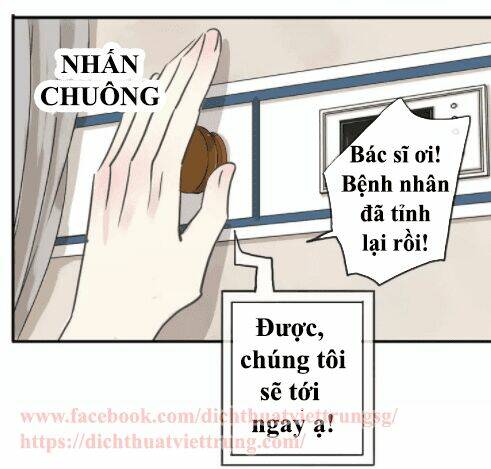 NHẤN
CHUÔNG
Bác sĩ ơi!
Bệnh nhân
đã tỉnh
lại rồi!
Được,
chúng tôi
sẽ tới
ngay ạ!
www.facebook.com/dichthuatviettrungsg/
https://dichthuatviettrung.com/